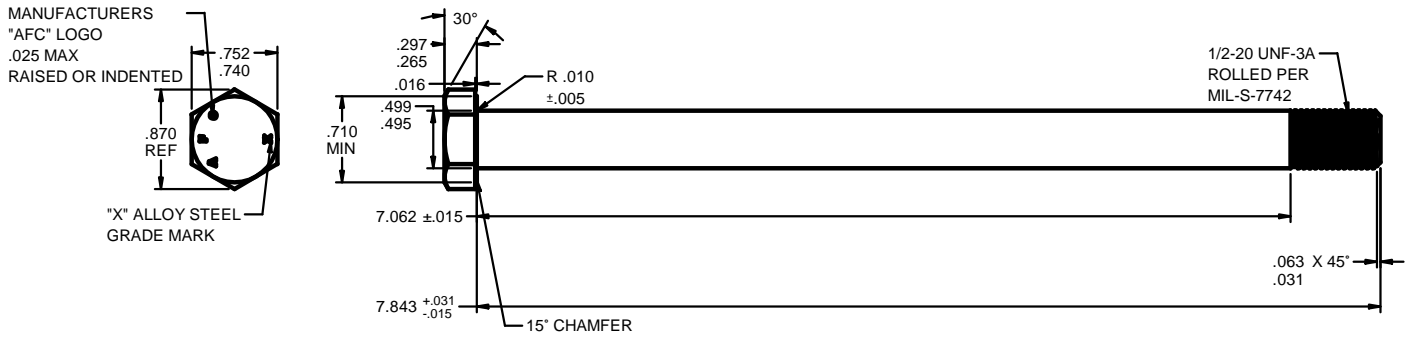 MANUFACTURERS
"AFC" LOGO
.025 MAX
RAISED OR INDENTED
.752
.740
.870
REF
"X" ALLOY STEEL
GRADE MARK
30°
.297
.265
.016
R .010
±.005
.499
.495
.710
MIN
1/2-20 UNF-3A
ROLLED PER
MIL-S-7742
7.062 ±.015
.063 X 45°
.031
7.843 +.031
-.015
15° CHAMFER